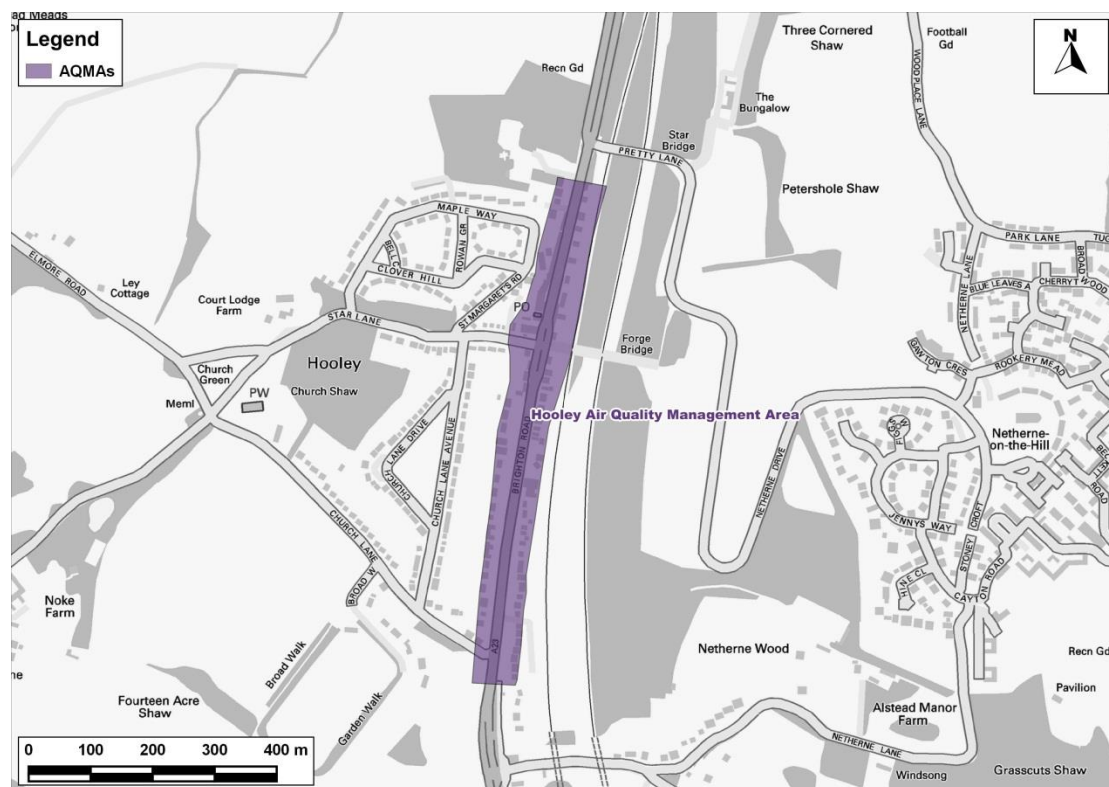 ad Meads
Legend
AQMAs
N
Three Cornered
Shaw
Football
Gd
Recn Gd
The
Bungalow
WOODPLACE LANE
Star
Bridge
PRETTY LANE
Petershole Shaw
MAPLE WAY
ROWAN GR
BELL C
CLOVER HILL
ST MARGARET'S RD
ELMORE ROAD
Ley
Cottage
Court Lodge
Farm
STAR LANE
PO
PARK LANE
TUC
BROADWOOD
NETHERNE LANE
BLUE LEAVES A
CHERRY T
Forge
Bridge
GAWTON CRES
ROOKERY MEAD
Hooley
Church
Green
Church Shaw
Meml
PW
Hooley Air Quality Management Area
BRIGHTON ROAD
CHURCH LANE DRIVE
CHURCH LANE AVENUE
Netherne-
on-the-Hill
NETHERNE DRIVE
JENNYS WAY
STONEY CROFT
CAYTON ROAD
CHURCH LANE
BROAD W
Noke
Farm
A23
Netherne Wood
Recn Gd
Pavilion
Broad Walk
Garden Walk
Fourteen Acre
Shaw
Alstead Manor
Farm
NETHERNE LANE
Windsong
Grasscuts Shaw
0 100 200 300 400 m